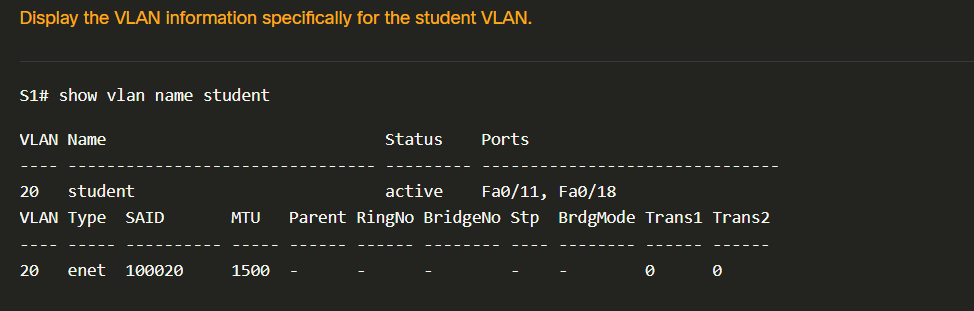 Display the VLAN information specifically for the student VLAN.
S1# show vlan name student
VLAN Name                             Status    Ports
---- -------------------------------- --------- -------------------------------
20   student                          active    Fa0/11, Fa0/18
VLAN Type  SAID       MTU   Parent RingNo BridgeNo Stp  BrdgMode Trans1 Trans2
---- ----- ---------- ----- ------ ------ -------- ---- -------- ------ ------
20   enet  100020     1500  -      -      -        -    -        0      0